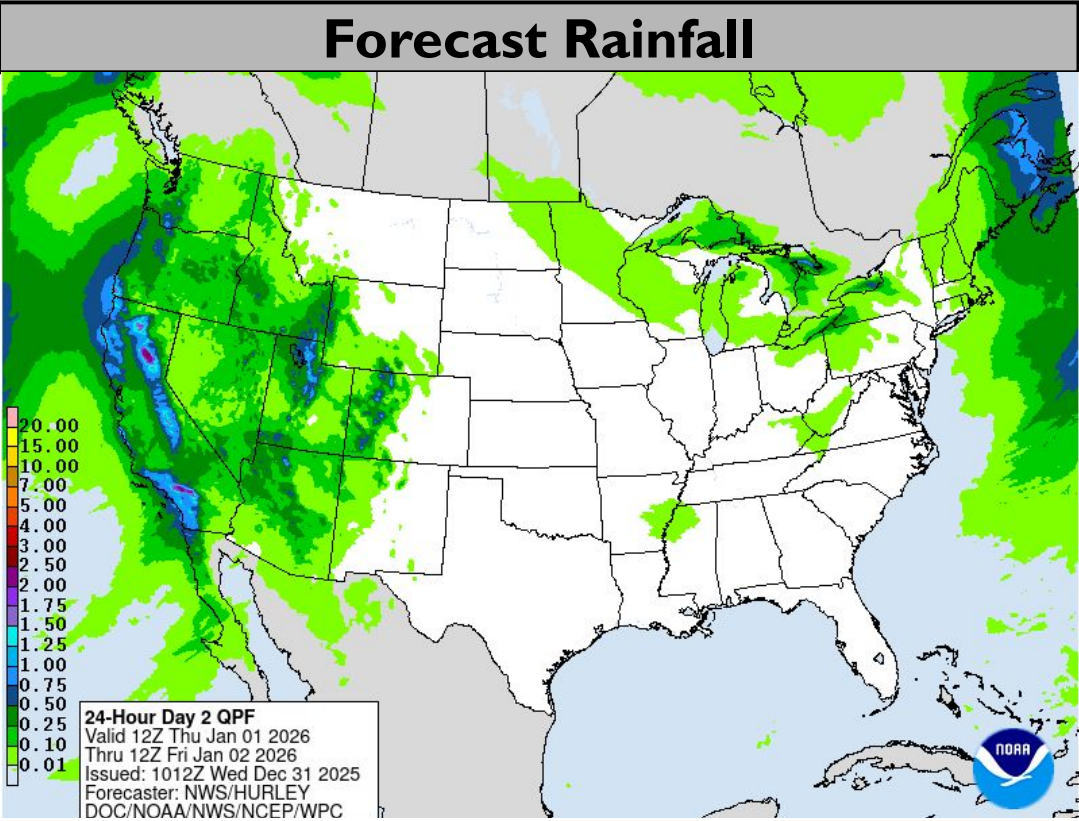 Forecast Rainfall
20.00
15.00
10.00
7.00
5.00
4.00
3.00
2.50
2.00
1.75
1.50
1.25
1.00
0.75
0.50
0.25
0.10
0.01
24-Hour Day 2 QPF
Valid 12Z Thu Jan 01 2026
Thru 12Z Fri Jan 02 2026
Issued: 1012Z Wed Dec 31 2025
Forecaster: NWS/HURLEY
DOC/NOAA/NWS/NCEP/WPC
NOAA